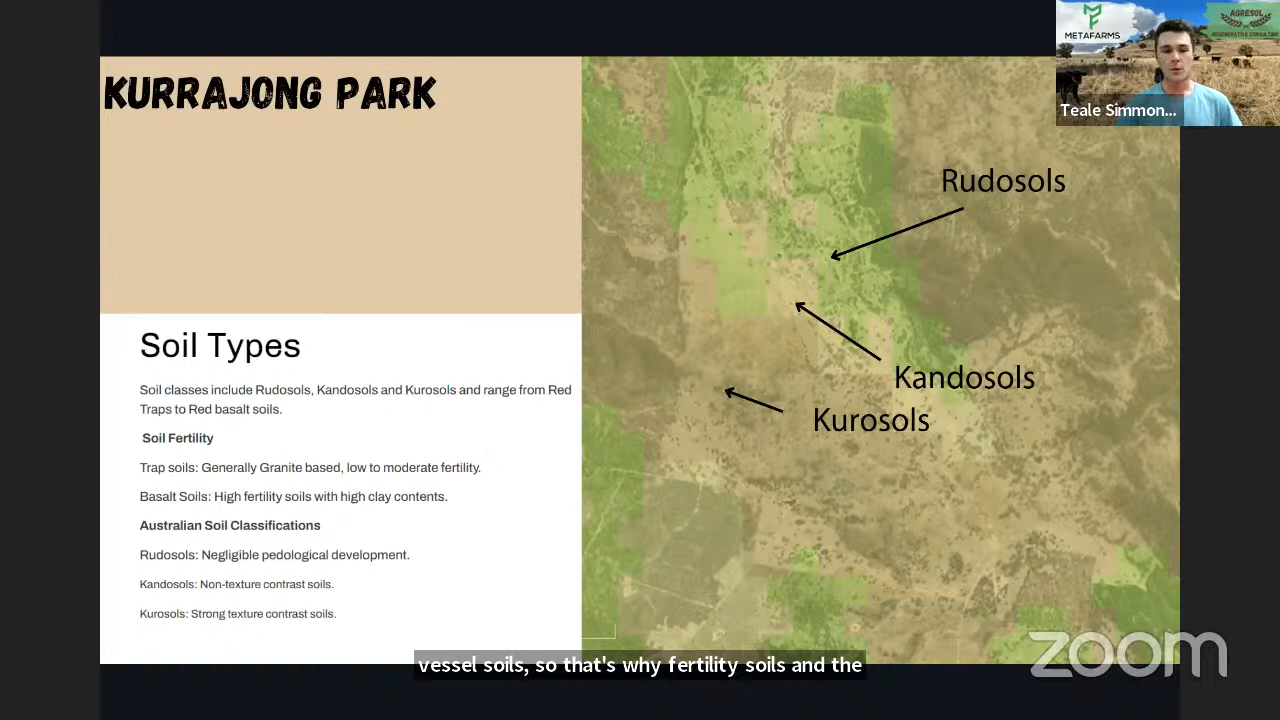 KURRAJONG PARK
METAFARMS
AGRESOL
REGENERATIVE CONSULTING
Teale Simmon...
Rudosols
Kandosols
Kurosols
Soil Types
Soil classes include Rudosols, Kandosols and Kurosols and range from Red
Traps to Red basalt soils.
Soil Fertility
Trap soils: Generally Granite based, low to moderate fertility.
Basalt Soils: High fertility soils with high clay contents.
Australian Soil Classifications
Rudosols: Negligible pedological development.
Kandosols: Non-texture contrast soils.
Kurosols: Strong texture contrast soils.
vessel soils, so that's why fertility soils and the
zoom